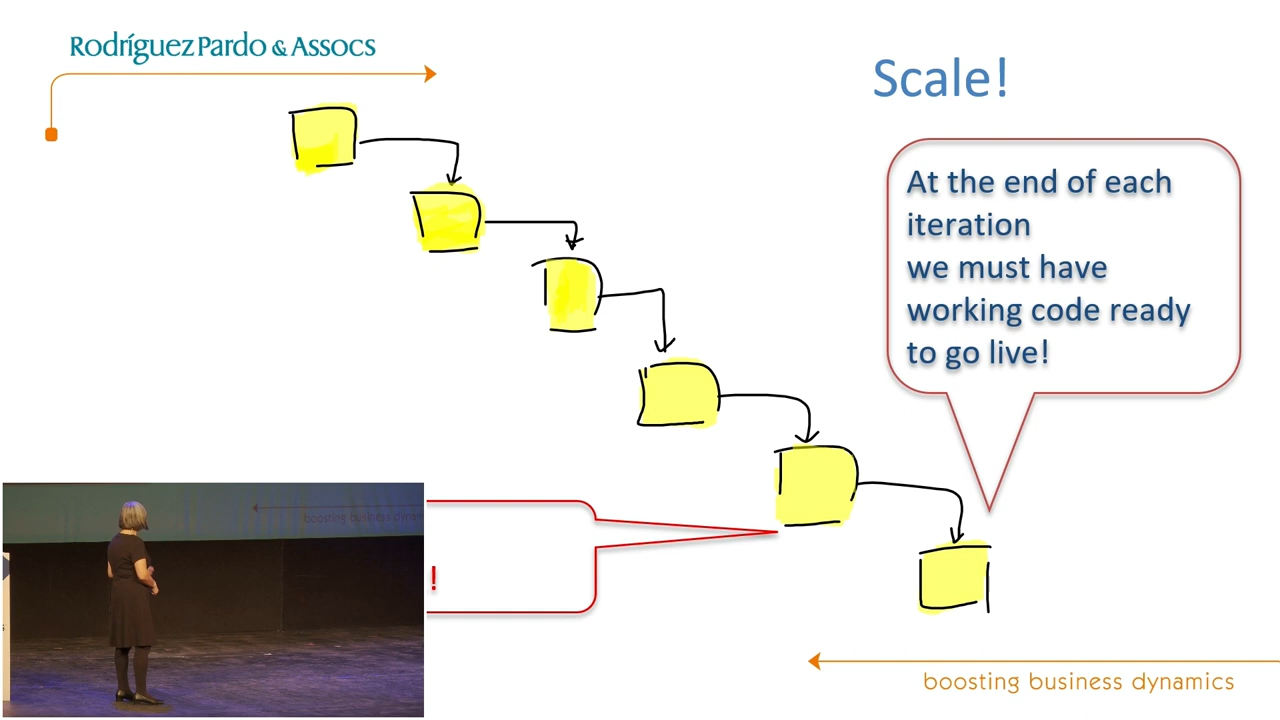 Rodríguez Pardo & Assocs
Scale!
At the end of each
iteration
we must have
working code ready
to go live!
!
boosting business dynam
boosting business dynamics